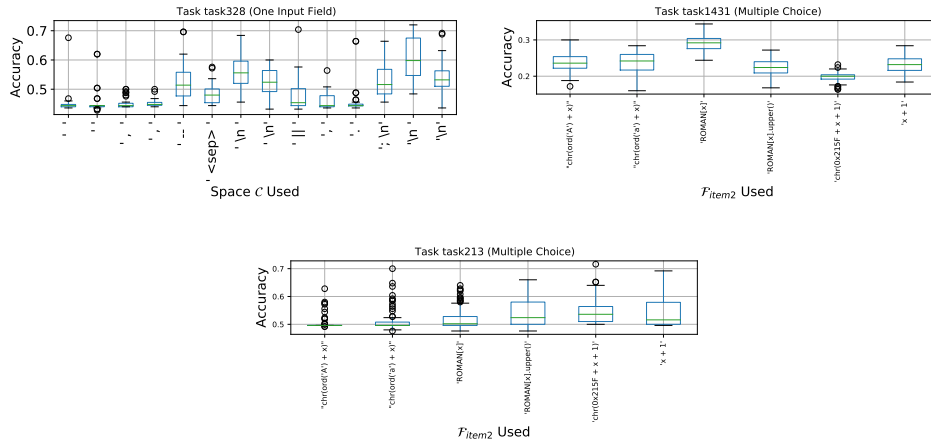 Task task328 (One Input Field)
Accuracy
0.7
0.6
0.5
' '
' '
' , '
' , '
' -- '
' <sep> '
' \n '
' \n'
' || '
'\n'
'\n'
Space C Used
Task task1431 (Multiple Choice)
Accuracy
0.3
0.2
"chr(ord('A') + x)"
"chr(ord('a') + x)"
'ROMAN[x]'
'ROMAN[x].upper()'
'chr(0x215F + x + 1)'
'x + 1'
F item2 Used
Task task213 (Multiple Choice)
Accuracy
0.7
0.6
0.5
"chr(ord('A') + x)"
"chr(ord('a') + x)"
'ROMAN[x]'
'ROMAN[x].upper()'
'chr(0x215F + x + 1)'
'x + 1'
F item2 Used